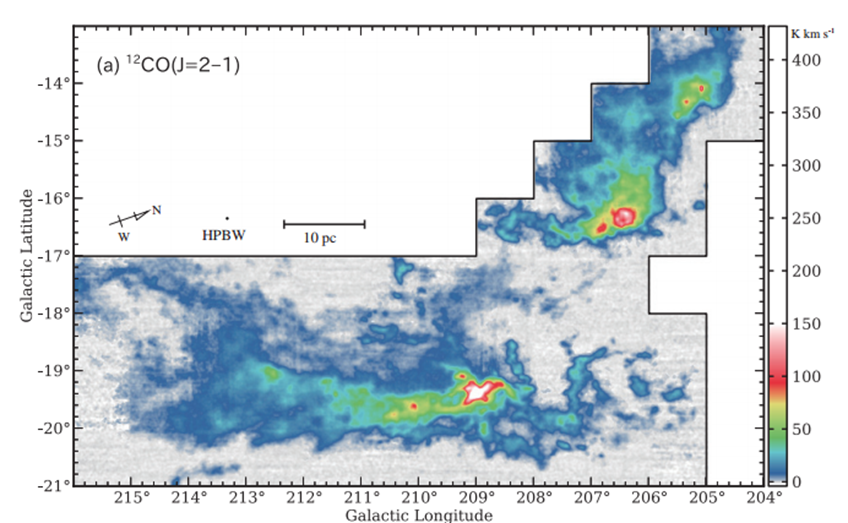 (a) ¹²CO(J=2−1)
K km s⁻¹
400
350
300
250
200
150
100
50
0
-14°
-15°
-16°
-17°
-18°
-19°
-20°
-21°
Galactic Latitude
N
W
HPBW
10 pc
215° 214° 213° 212° 211° 210° 209° 208° 207° 206° 205° 204°
Galactic Longitude